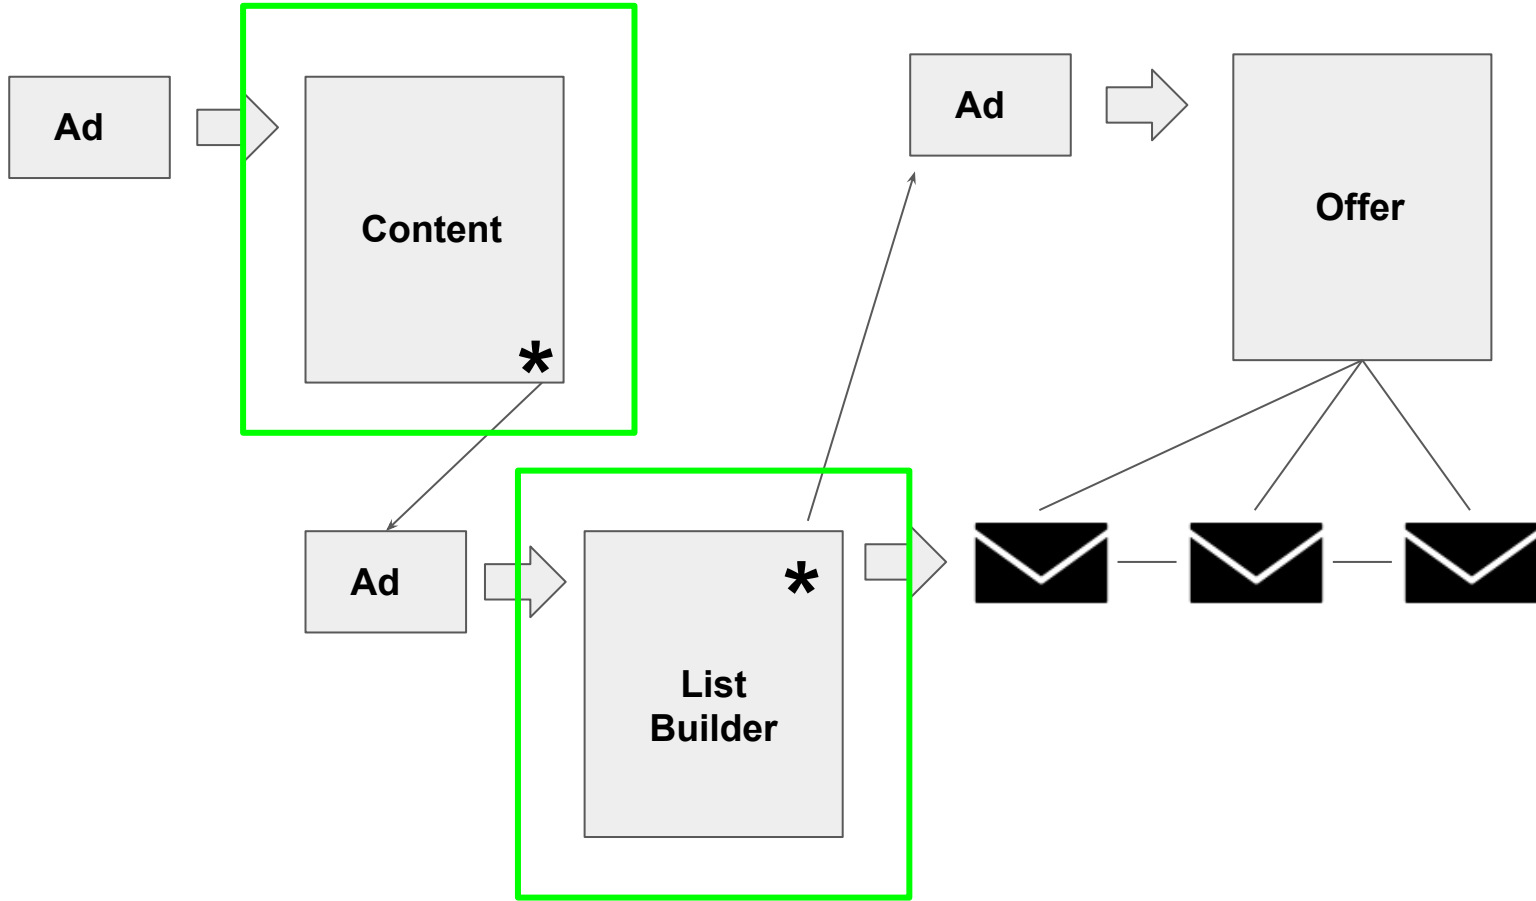 Ad
Content
*
Ad
Offer
Ad
*
List
Builder